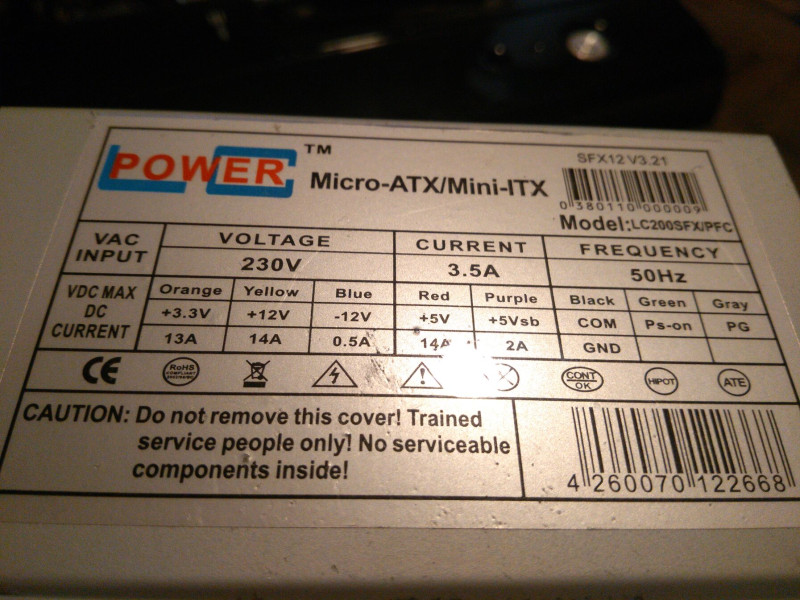 LC POWER ™
Micro-ATX/Mini-ITX
SFX12 V3.21
0 380110 000009
Model:LC200SFX/PFC
VAC INPUT VOLTAGE CURRENT FREQUENCY
230V 3.5A 50Hz
VDC MAX DC CURRENT Orange Yellow Blue Red Purple Black Green Gray
+3.3V +12V -12V +5V +5Vsb COM Ps-on PG
13A 14A 0.5A 14A 2A GND
CE RoHS CONT OK HIPOT ATE
CAUTION: Do not remove this cover! Trained
service people only! No serviceable
components inside!
4 260070 122668